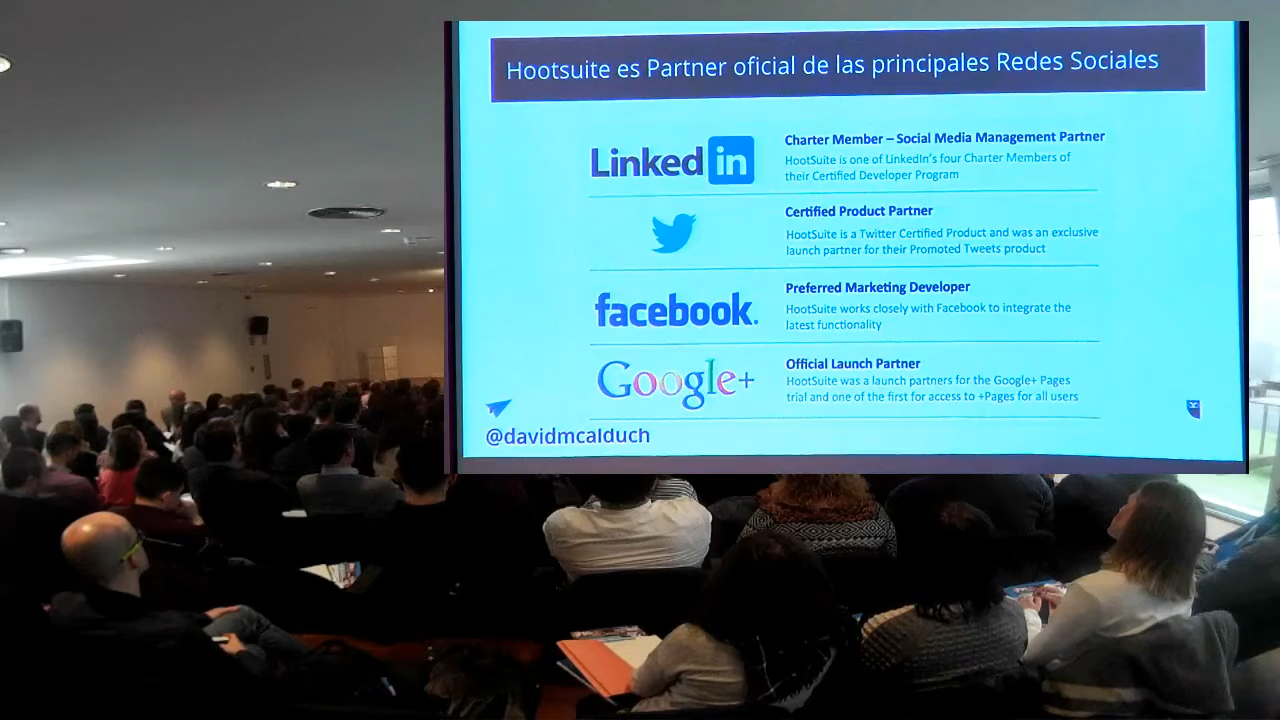 Hootsuite es Partner oficial de las principales Redes Sociales
Linked in
Charter Member – Social Media Management Partner
HootSuite is one of LinkedIn's four Charter Members of
their Certified Developer Program
Certified Product Partner
HootSuite is a Twitter Certified Product and was an exclusive
launch partner for their Promoted Tweets product
facebook.
Preferred Marketing Developer
HootSuite works closely with Facebook to integrate the
latest functionality
Google+
Official Launch Partner
HootSuite was a launch partners for the Google+ Pages
trial and one of the first for access to +Pages for all users
@davidmcalduch